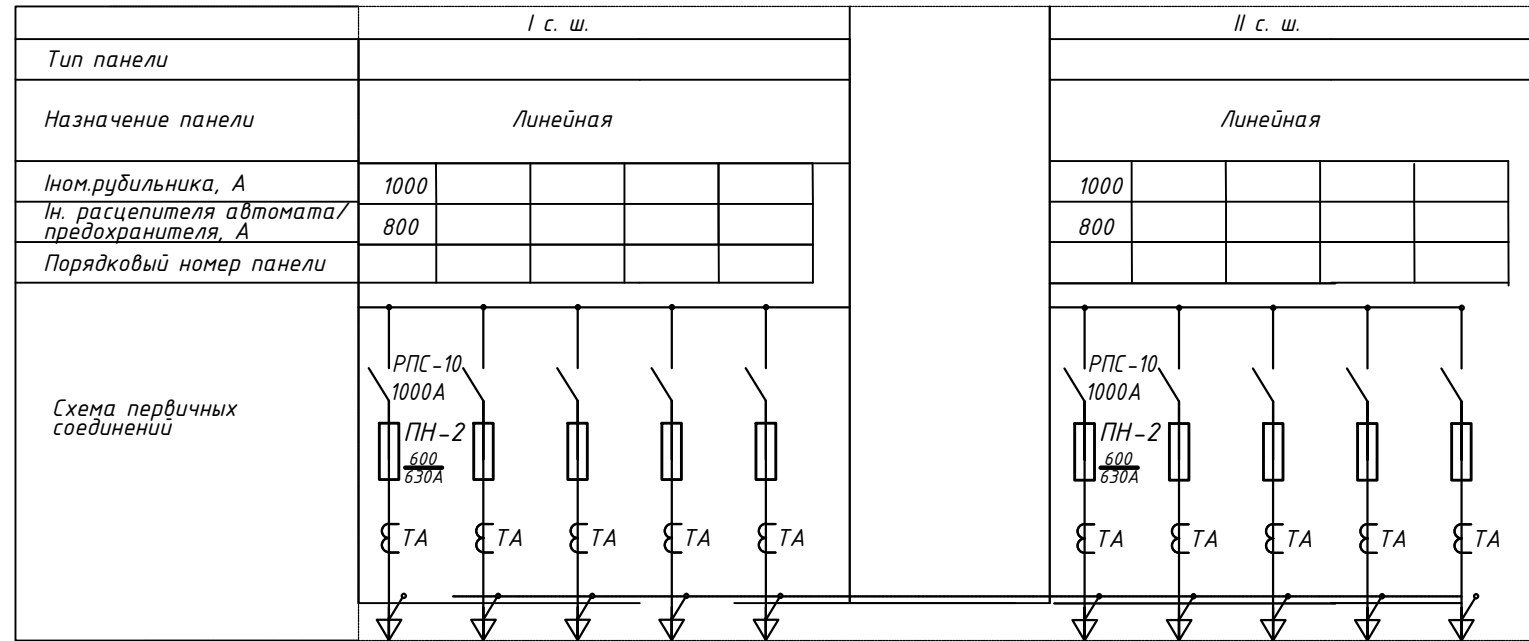 I с. ш.
II с. ш.
Тип панели
Назначение панели
Линейная
Линейная
Iном.рубильника, А
1000
1000
Iн. расцепителя автомата/
предохранителя, А
800
800
Порядковый номер панели
Схема первичных
соединений
РПС-10
1000А
ПН-2
600
630А
ТА
ТА
ТА
ТА
ТА
РПС-10
1000А
ПН-2
600
630А
ТА
ТА
ТА
ТА
ТА